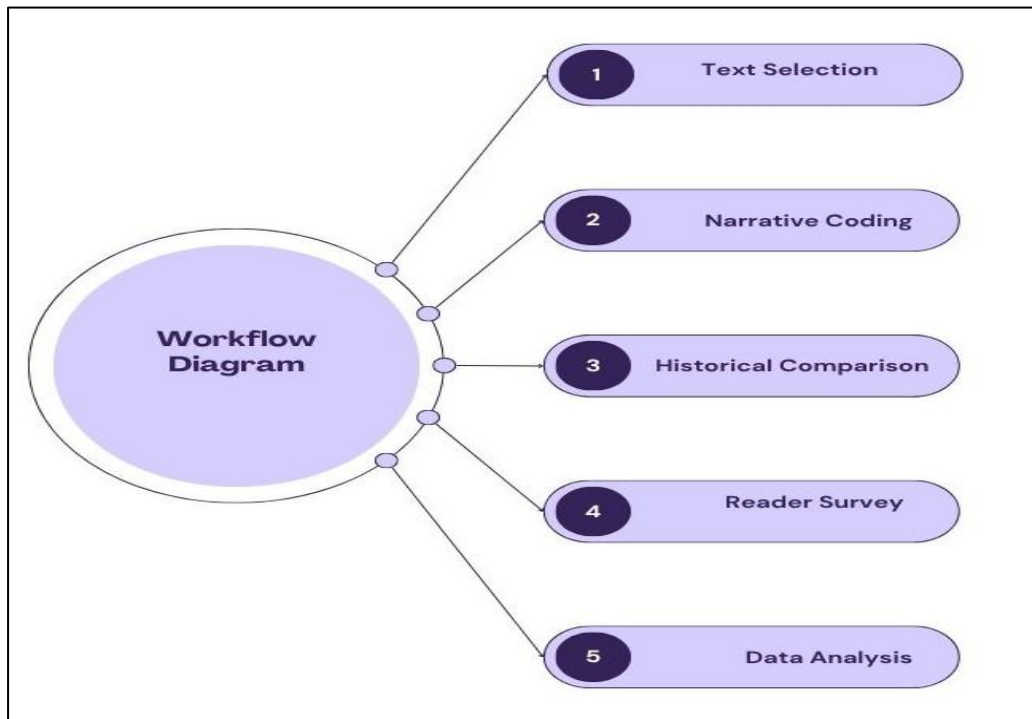 Workflow
Diagram
1 Text Selection
2 Narrative Coding
3 Historical Comparison
4 Reader Survey
5 Data Analysis